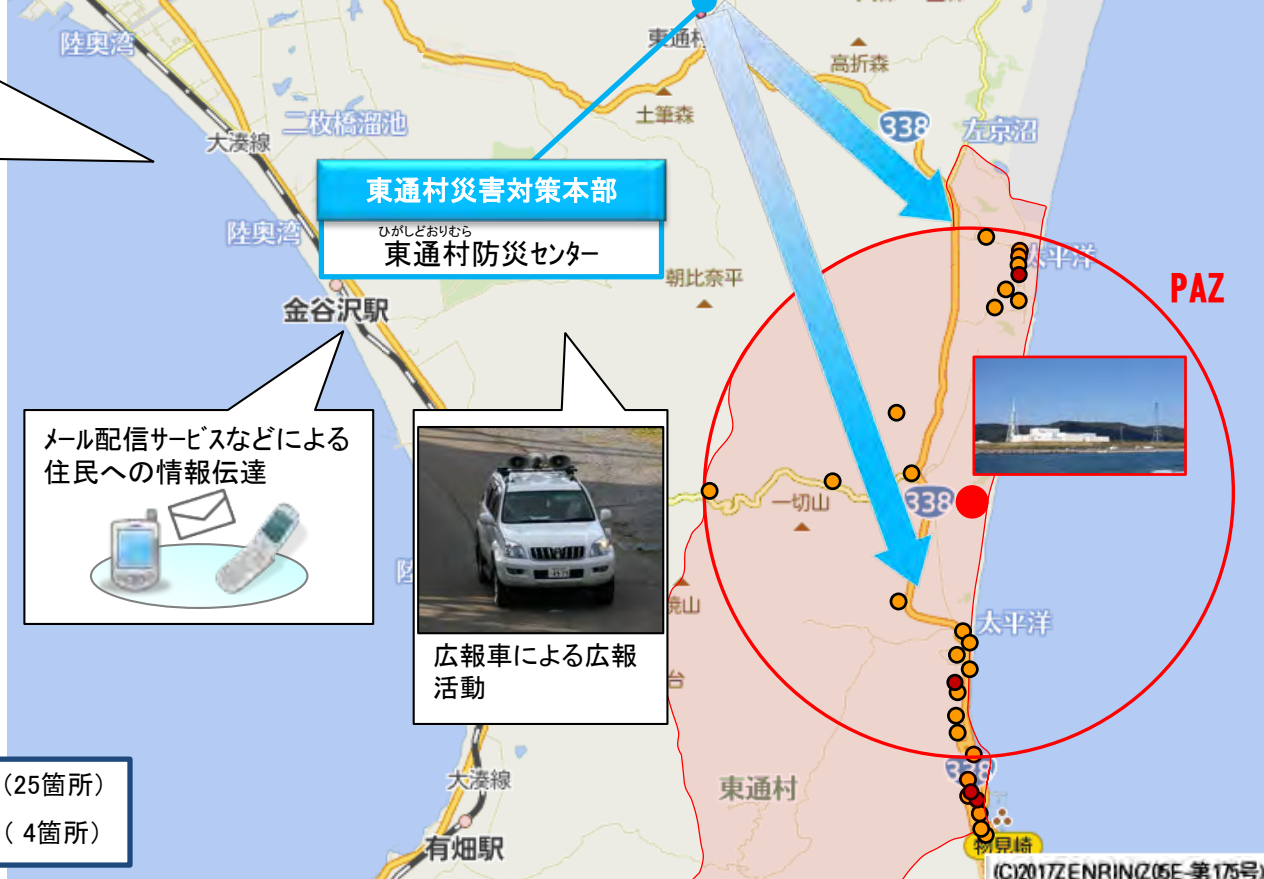 陸奥湾
東通村
高折森
土筆森
二枚橋溜池
大湊線
338
左京沼
東通村災害対策本部
ひがしどおりむら
東通村防災センター
陸奥湾
太平洋
朝比奈平
PAZ
金谷沢駅
メール配信サービスなどによる
住民への情報伝達
一切山
338
太平洋
広報車による広報
活動
台
大湊線
338
東通村
(25箇所)
( 4箇所)
有畑駅
物見崎
(C)2017ZENRIN(Z05E-第175号)